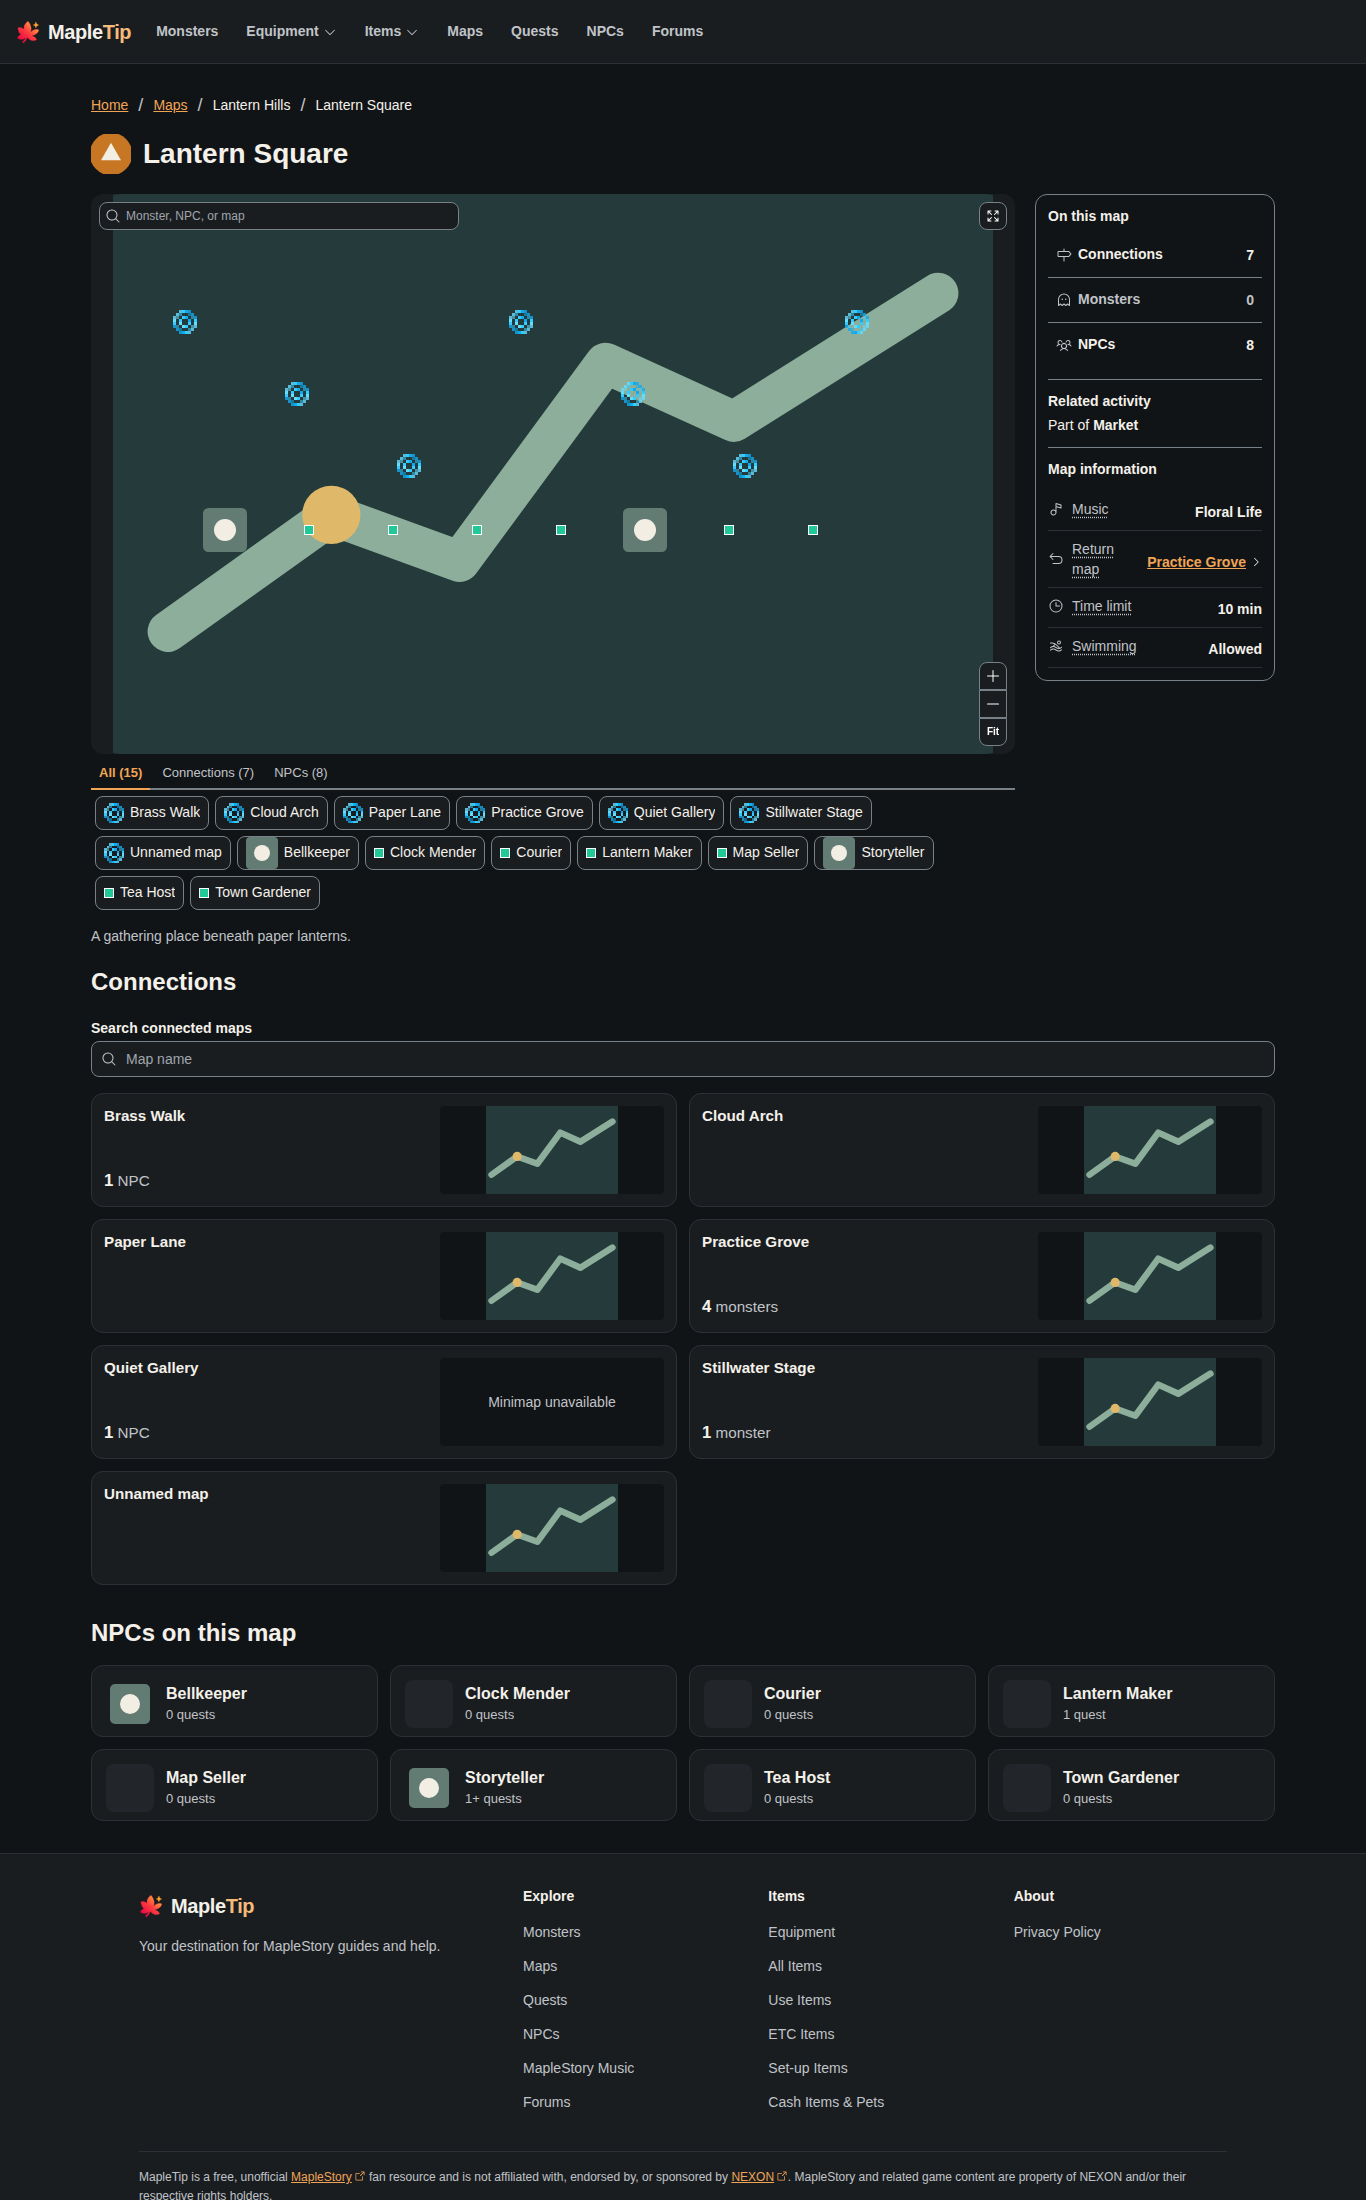 MapleTip Monsters Equipment Items Maps Quests NPCs Forums
Home / Maps / Lantern Hills / Lantern Square
Lantern Square
Monster, NPC, or map
Fit
On this map
Connections 7
Monsters 0
NPCs 8
Related activity
Part of Market
Map information
Music Floral Life
Return map Practice Grove
Time limit 10 min
Swimming Allowed
All (15) Connections (7) NPCs (8)
Brass Walk Cloud Arch Paper Lane Practice Grove Quiet Gallery Stillwater Stage
Unnamed map Bellkeeper Clock Mender Courier Lantern Maker Map Seller Storyteller
Tea Host Town Gardener
A gathering place beneath paper lanterns.
Connections
Search connected maps
Map name
Brass Walk
1 NPC
Cloud Arch
Paper Lane
Practice Grove
4 monsters
Quiet Gallery
1 NPC
Minimap unavailable
Stillwater Stage
1 monster
Unnamed map
NPCs on this map
Bellkeeper
0 quests
Clock Mender
0 quests
Courier
0 quests
Lantern Maker
1 quest
Map Seller
0 quests
Storyteller
1+ quests
Tea Host
0 quests
Town Gardener
0 quests
MapleTip
Your destination for MapleStory guides and help.
Explore
Monsters
Maps
Quests
NPCs
MapleStory Music
Forums
Items
Equipment
All Items
Use Items
ETC Items
Set-up Items
Cash Items & Pets
About
Privacy Policy
MapleTip is a free, unofficial MapleStory fan resource and is not affiliated with, endorsed by, or sponsored by NEXON. MapleStory and related game content are property of NEXON and/or their
respective rights holders.